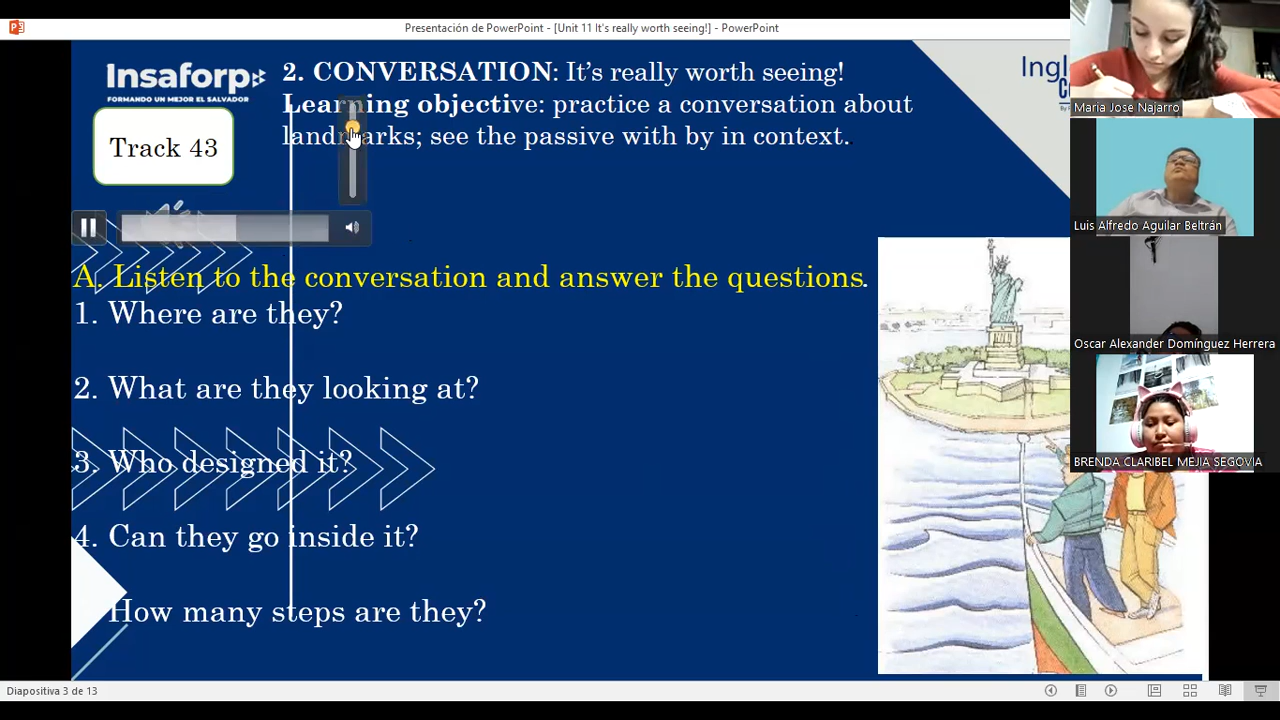 Presentación de PowerPoint - [Unit 11 It's really worth seeing!] - PowerPoint
Insaforp
FORMANDO UN MEJOR EL SALVADOR
2. CONVERSATION: It's really worth seeing!
Learning objective: practice a conversation about
landmarks; see the passive with by in context.
Track 43
A. Listen to the conversation and answer the questions.
1. Where are they?
2. What are they looking at?
3. Who designed it?
4. Can they go inside it?
How many steps are they?
Maria Jose Najarro
Luis Alfredo Aguilar Beltrán
Oscar Alexander Domínguez Herrera
BRENDA CLARIBEL MEJIA SEGOVIA
Diapositiva 3 de 13